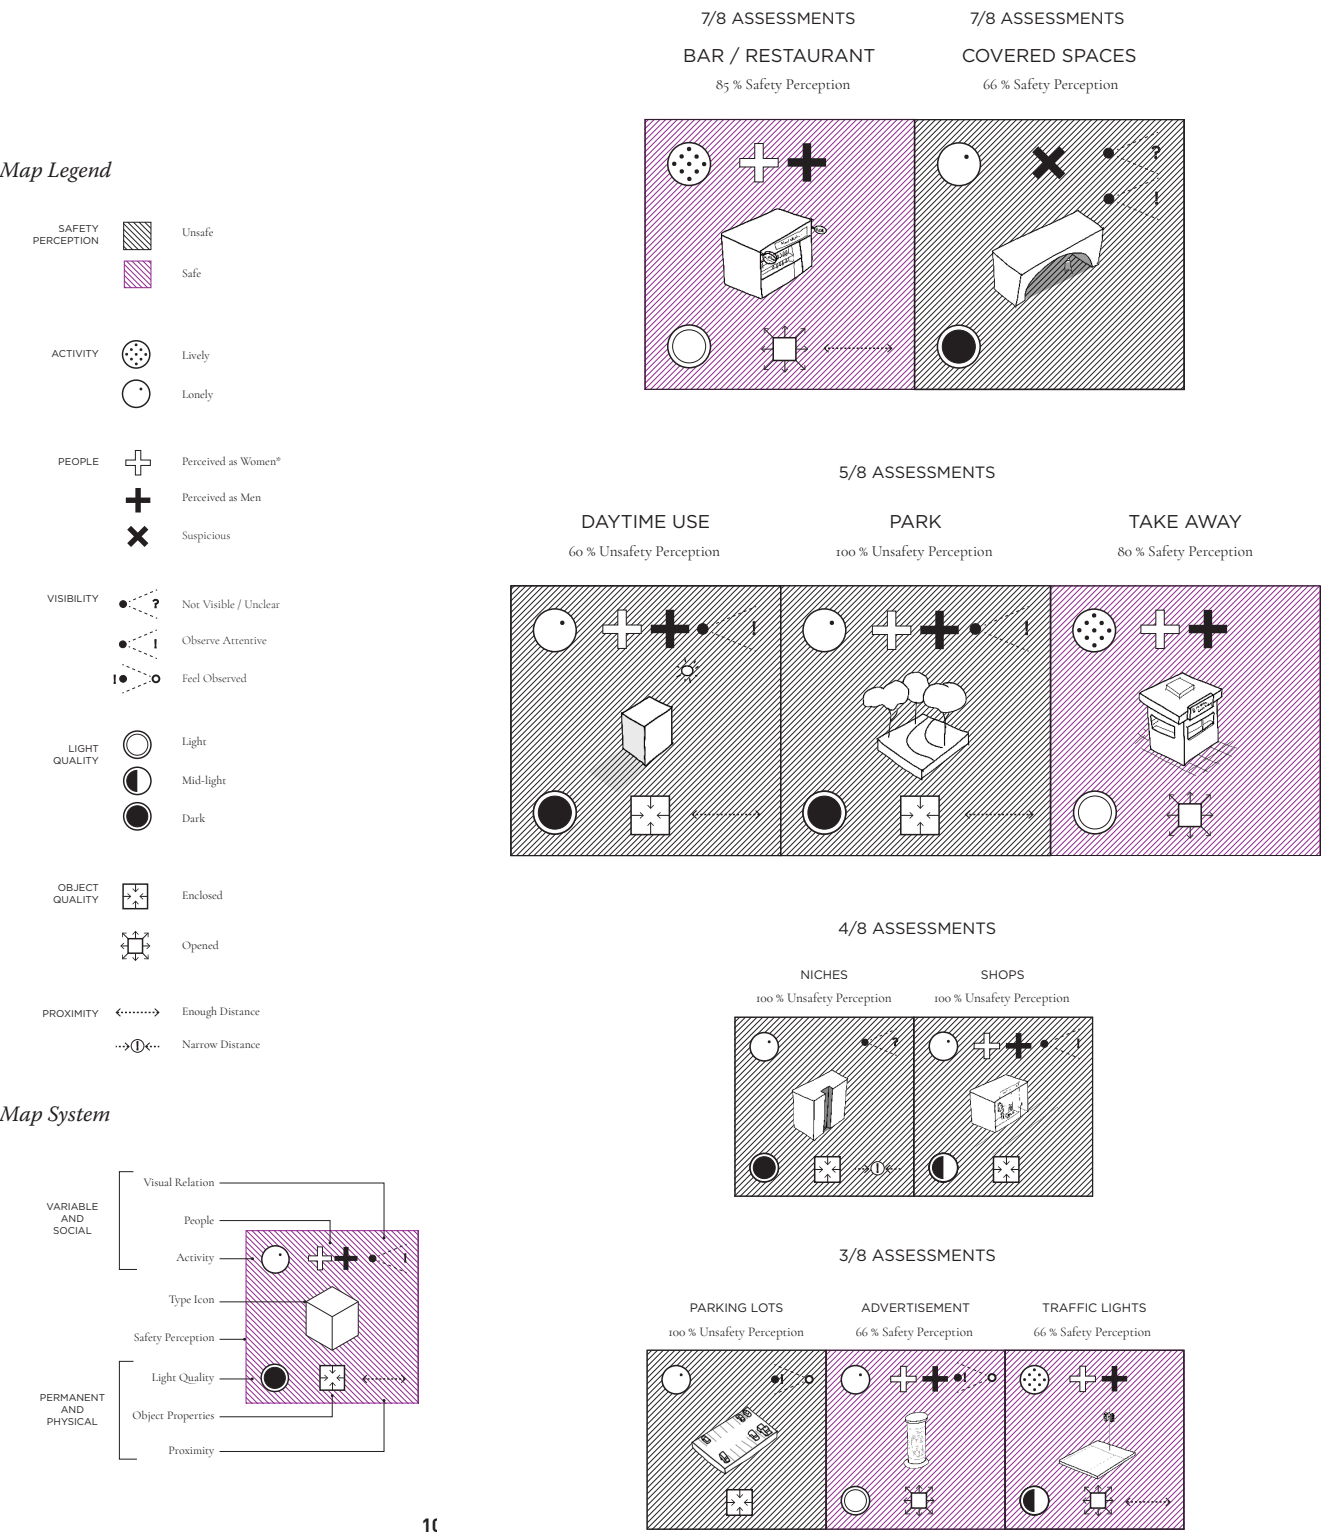 Map Legend
SAFETY
PERCEPTION
Unsafe
Safe
ACTIVITY
Lively
Lonely
PEOPLE
Perceived as Women*
Perceived as Men
Suspicious
VISIBILITY
Not Visible / Unclear
Observe Attentive
Feel Observed
LIGHT
QUALITY
Light
Mid-light
Dark
OBJECT
QUALITY
Enclosed
Opened
PROXIMITY
Enough Distance
Narrow Distance
Map System
VARIABLE
AND
SOCIAL
Visual Relation
People
Activity
Type Icon
Safety Perception
PERMANENT
AND
PHYSICAL
Light Quality
Object Properties
Proximity
7/8 ASSESSMENTS
BAR / RESTAURANT
85 % Safety Perception
7/8 ASSESSMENTS
COVERED SPACES
66 % Safety Perception
5/8 ASSESSMENTS
DAYTIME USE
60 % Unsafety Perception
PARK
100 % Unsafety Perception
TAKE AWAY
80 % Safety Perception
4/8 ASSESSMENTS
NICHES
100 % Unsafety Perception
SHOPS
100 % Unsafety Perception
3/8 ASSESSMENTS
PARKING LOTS
100 % Unsafety Perception
ADVERTISEMENT
66 % Safety Perception
TRAFFIC LIGHTS
66 % Safety Perception